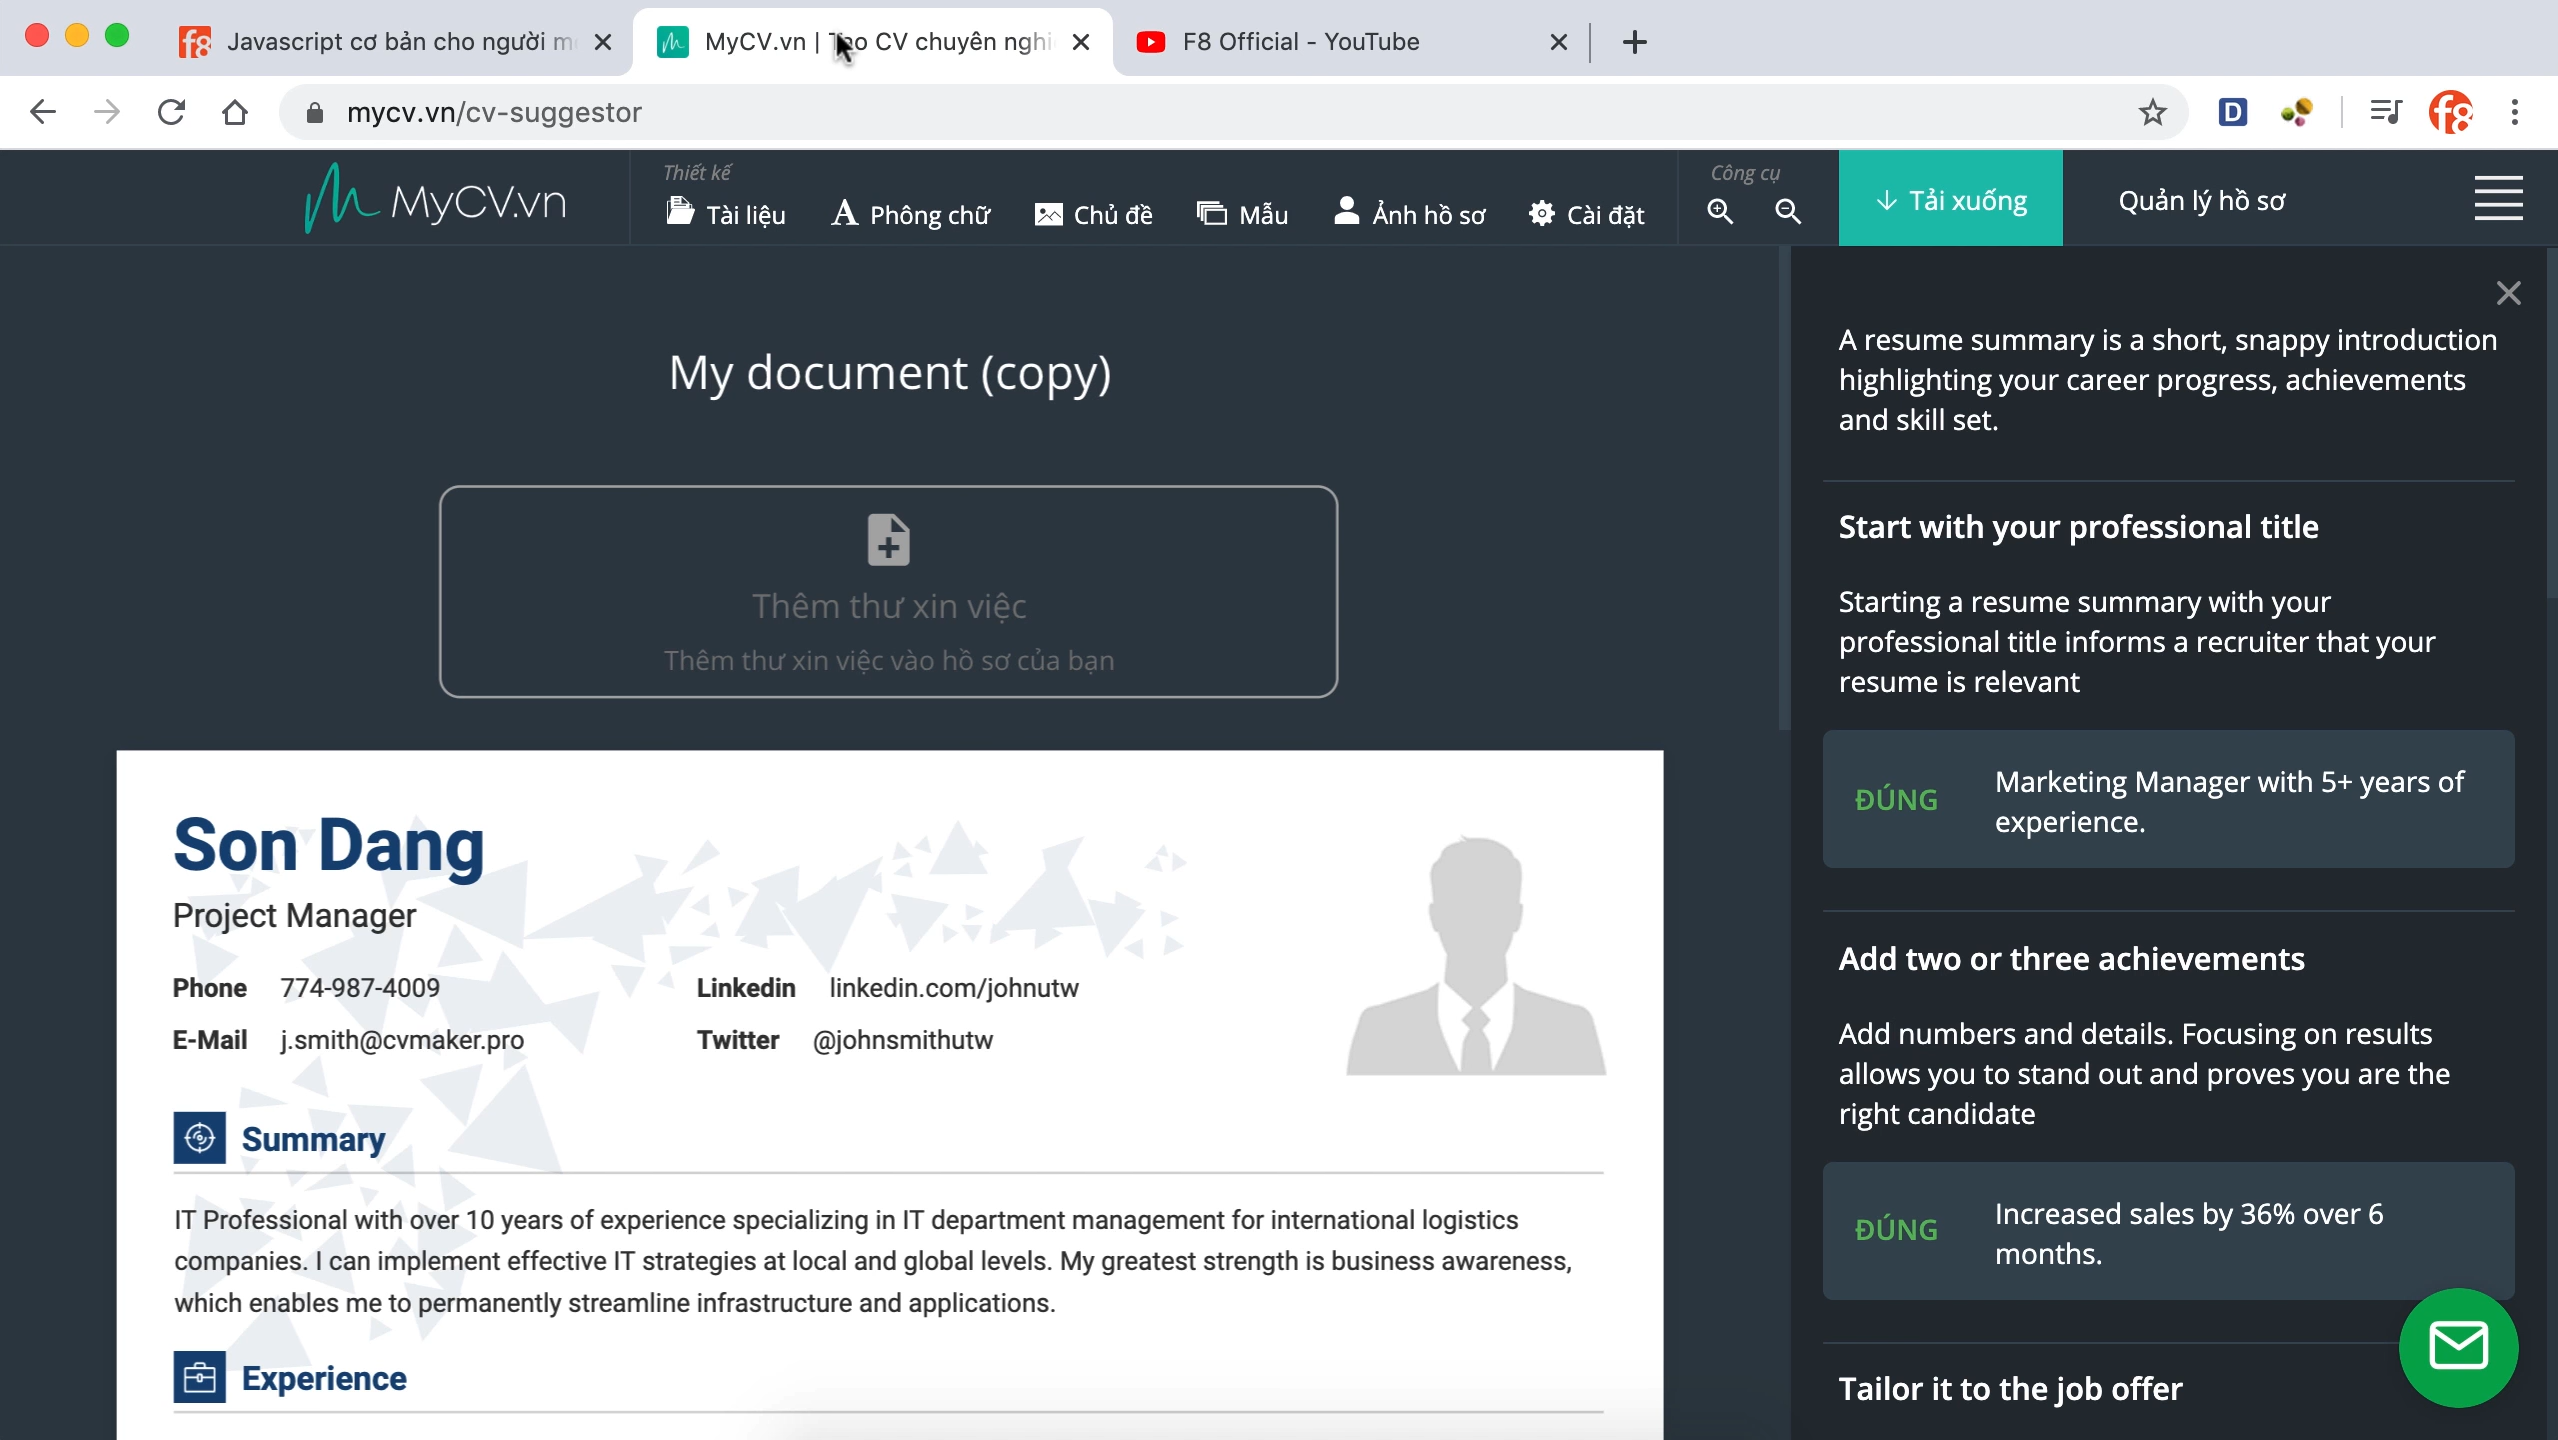 Javascript cơ bản cho người m
MyCV.vn | Tạo CV chuyên nghi
F8 Official - YouTube
mycv.vn/cv-suggestor
D
f8
MyCV.vn
Thiết kế
Tài liệu
Phông chữ
Chủ đề
Mẫu
Ảnh hồ sơ
Cài đặt
Công cụ
Tải xuống
Quản lý hồ sơ
My document (copy)
Thêm thư xin việc
Thêm thư xin việc vào hồ sơ của bạn
Son Dang
Project Manager
Phone 774-987-4009
Linkedin linkedin.com/johnutw
E-Mail j.smith@cvmaker.pro
Twitter @johnsmithutw
Summary
IT Professional with over 10 years of experience specializing in IT department management for international logistics
companies. I can implement effective IT strategies at local and global levels. My greatest strength is business awareness,
which enables me to permanently streamline infrastructure and applications.
Experience
A resume summary is a short, snappy introduction
highlighting your career progress, achievements
and skill set.
Start with your professional title
Starting a resume summary with your
professional title informs a recruiter that your
resume is relevant
ĐÚNG
Marketing Manager with 5+ years of
experience.
Add two or three achievements
Add numbers and details. Focusing on results
allows you to stand out and proves you are the
right candidate
ĐÚNG
Increased sales by 36% over 6
months.
Tailor it to the job offer